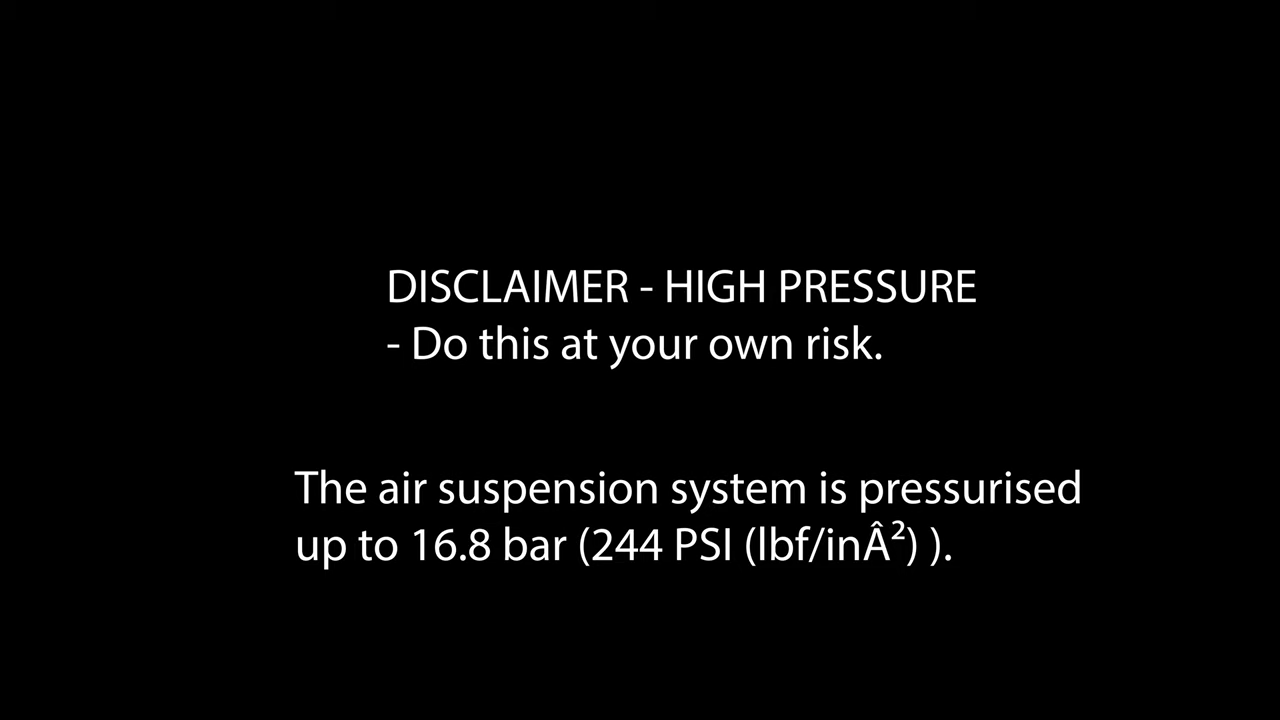 DISCLAIMER - HIGH PRESSURE
- Do this at your own risk.
The air suspension system is pressurised
up to 16.8 bar (244 PSI (lbf/inÂ²) ).